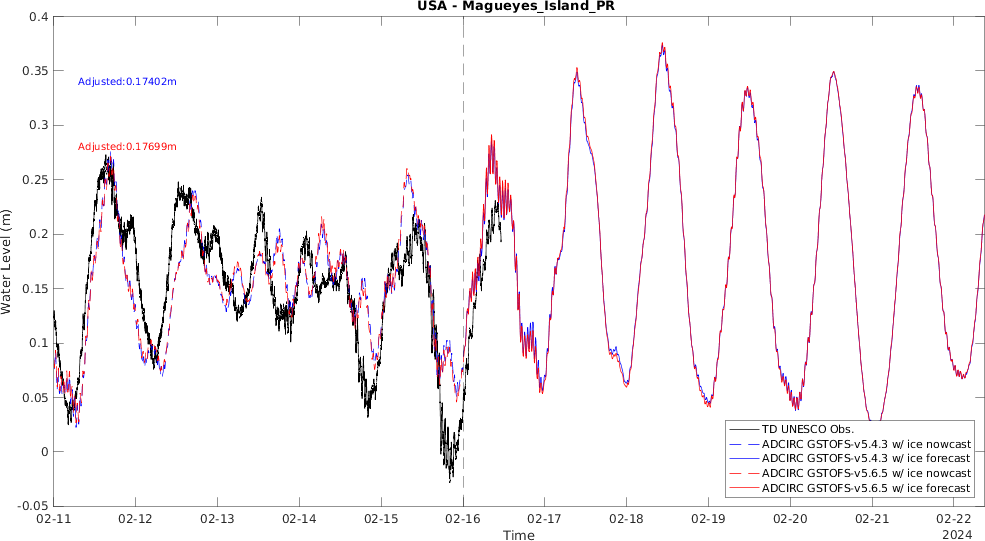 USA - Magueyes_Island_PR
0.4
0.35
0.3
0.25
0.2
0.15
0.1
0.05
0
-0.05
Water Level (m)
Adjusted:0.17402m
Adjusted:0.17699m
TD UNESCO Obs.
ADCIRC GSTOFS-v5.4.3 w/ ice nowcast
ADCIRC GSTOFS-v5.4.3 w/ ice forecast
ADCIRC GSTOFS-v5.6.5 w/ ice nowcast
ADCIRC GSTOFS-v5.6.5 w/ ice forecast
02-11 02-12 02-13 02-14 02-15 02-16 02-17 02-18 02-19 02-20 02-21 02-22
Time
2024